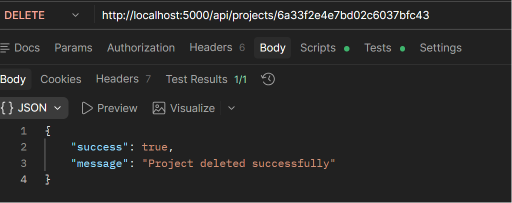 DELETE http://localhost:5000/api/projects/6a33f2e4e7bd02c6037bfc43
Docs Params Authorization Headers 6 Body Scripts Tests Settings
Body Cookies Headers 7 Test Results 1/1
{} JSON Preview Visualize
1 {
2 "success": true,
3 "message": "Project deleted successfully"
4 }